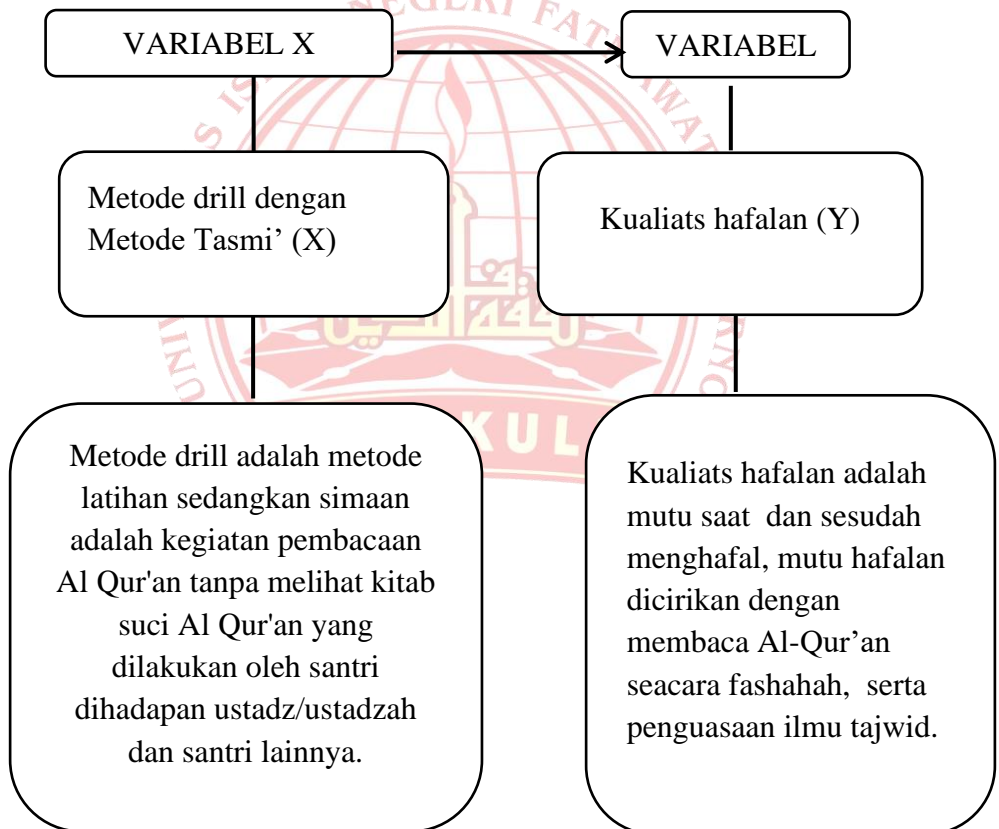 VARIABEL X
VARIABEL
Metode drill dengan
Metode Tasmi’ (X)
Kualiats hafalan (Y)
Metode drill adalah metode
latihan sedangkan simaan
adalah kegiatan pembacaan
Al Qur'an tanpa melihat kitab
suci Al Qur'an yang
dilakukan oleh santri
dihadapan ustadz/ustadzah
dan santri lainnya.
Kualiats hafalan adalah
mutu saat dan sesudah
menghafal, mutu hafalan
dicirikan dengan
membaca Al-Qur’an
seacara fashahah, serta
penguasaan ilmu tajwid.